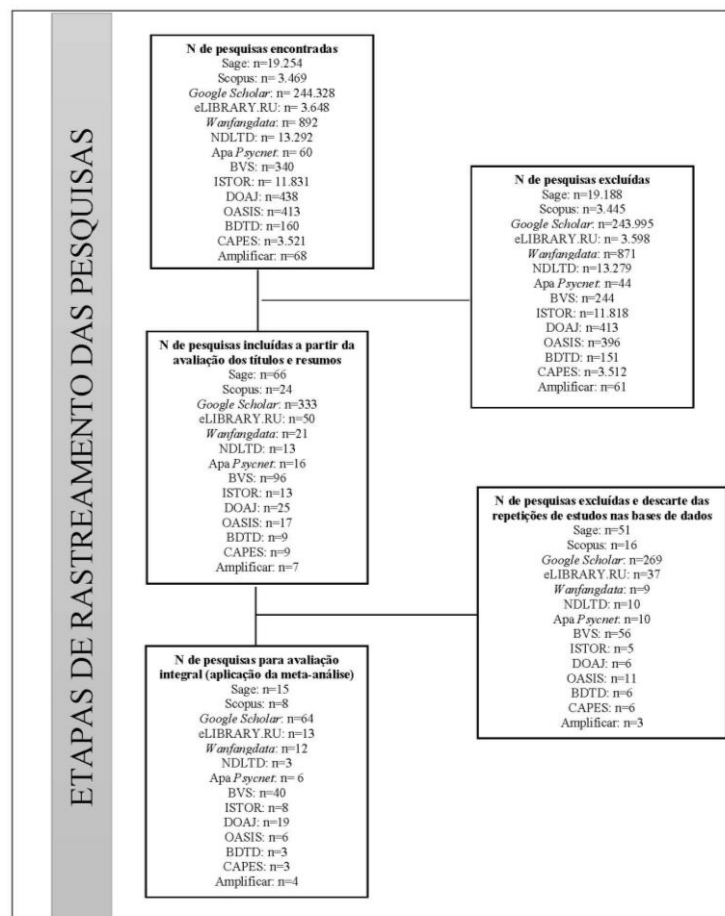 ETAPAS DE RASTREAMENTO DAS PESQUISAS
N de pesquisas encontradas
Sage: n=19.254
Scopus: n= 3.469
Google Scholar: n= 244.328
eLIBRARY.RU: n= 3.648
Wanfangdata: n= 892
NDLTD: n= 13.292
Apa Psycnet: n= 60
BVS: n=340
ISTOR: n= 11.831
DOAJ: n=438
OASIS: n=413
BDTD: n=160
CAPES: n=3.521
Amplificar: n=68
N de pesquisas excluídas
Sage: n=19.188
Scopus: n=3.445
Google Scholar: n=243.995
eLIBRARY.RU: n= 3.598
Wanfangdata: n=871
NDLTD: n=13.279
Apa Psycnet: n=44
BVS: n=244
ISTOR: n=11.818
DOAJ: n=413
OASIS: n=396
BDTD: n=151
CAPES: n=3.512
Amplificar: n=61
N de pesquisas incluídas a partir da
avaliação dos títulos e resumos
Sage: n=66
Scopus: n=24
Google Scholar: n=333
eLIBRARY.RU: n=50
Wanfangdata: n=21
NDLTD: n=13
Apa Psycnet: n=16
BVS: n=96
ISTOR: n=13
DOAJ: n=25
OASIS: n=17
BDTD: n=9
CAPES: n=9
Amplificar: n=7
N de pesquisas excluídas e descarte das
repetições de estudos nas bases de dados
Sage: n=51
Scopus: n=16
Google Scholar: n=269
eLIBRARY.RU: n=37
Wanfangdata: n=9
NDLTD: n=10
Apa Psycnet: n=10
BVS: n=56
ISTOR: n=5
DOAJ: n=6
OASIS: n=11
BDTD: n=6
CAPES: n=6
Amplificar: n=3
N de pesquisas para avaliação
integral (aplicação da meta-análise)
Sage: n=15
Scopus: n=8
Google Scholar: n=64
eLIBRARY.RU: n=13
Wanfangdata: n=12
NDLTD: n=3
Apa Psycnet: n= 6
BVS: n=40
ISTOR: n=8
DOAJ: n=19
OASIS: n=6
BDTD: n=3
CAPES: n=3
Amplificar: n=4